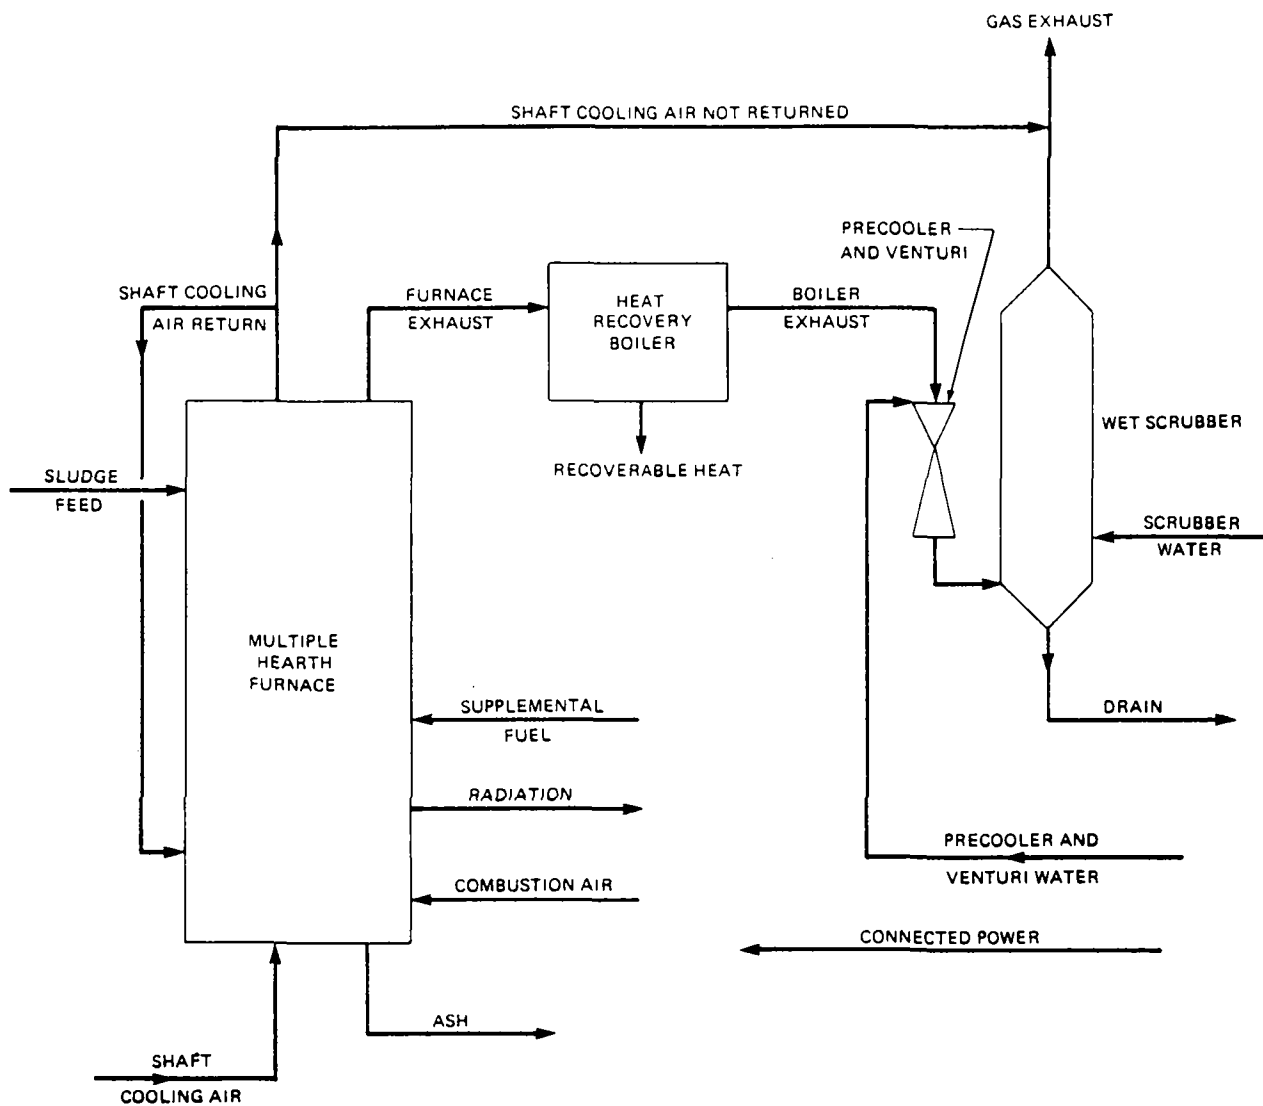 GAS EXHAUST
SHAFT COOLING AIR NOT RETURNED
PRECOOLER
AND VENTURI
SHAFT COOLING
AIR RETURN
FURNACE
EXHAUST
HEAT
RECOVERY
BOILER
BOILER
EXHAUST
RECOVERABLE HEAT
WET SCRUBBER
SLUDGE
FEED
SCRUBBER
WATER
MULTIPLE
HEARTH
FURNACE
SUPPLEMENTAL
FUEL
DRAIN
RADIATION
PRECOOLER AND
VENTURI WATER
COMBUSTION AIR
CONNECTED POWER
ASH
SHAFT
COOLING AIR